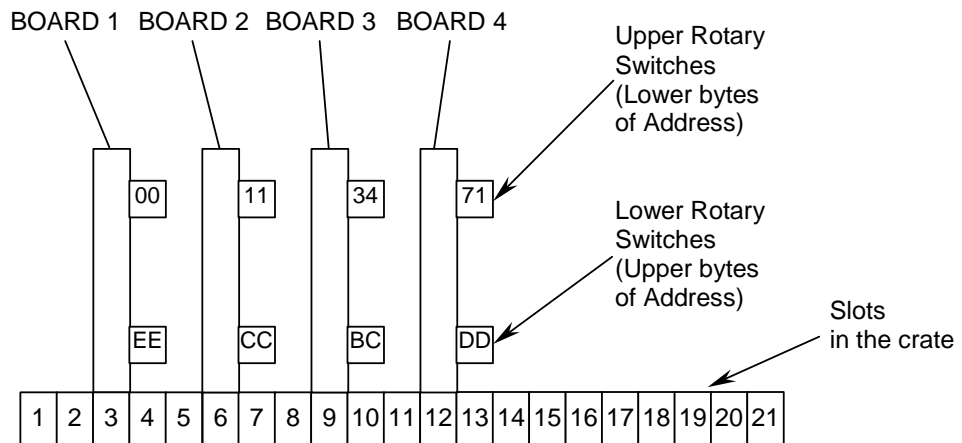 BOARD 1 BOARD 2 BOARD 3 BOARD 4
Upper Rotary
Switches
(Lower bytes
of Address)
00 11 34 71
Lower Rotary
Switches
(Upper bytes
of Address)
EE CC BC DD
Slots
in the crate
1 2 3 4 5 6 7 8 9 10 11 12 13 14 15 16 17 18 19 20 21